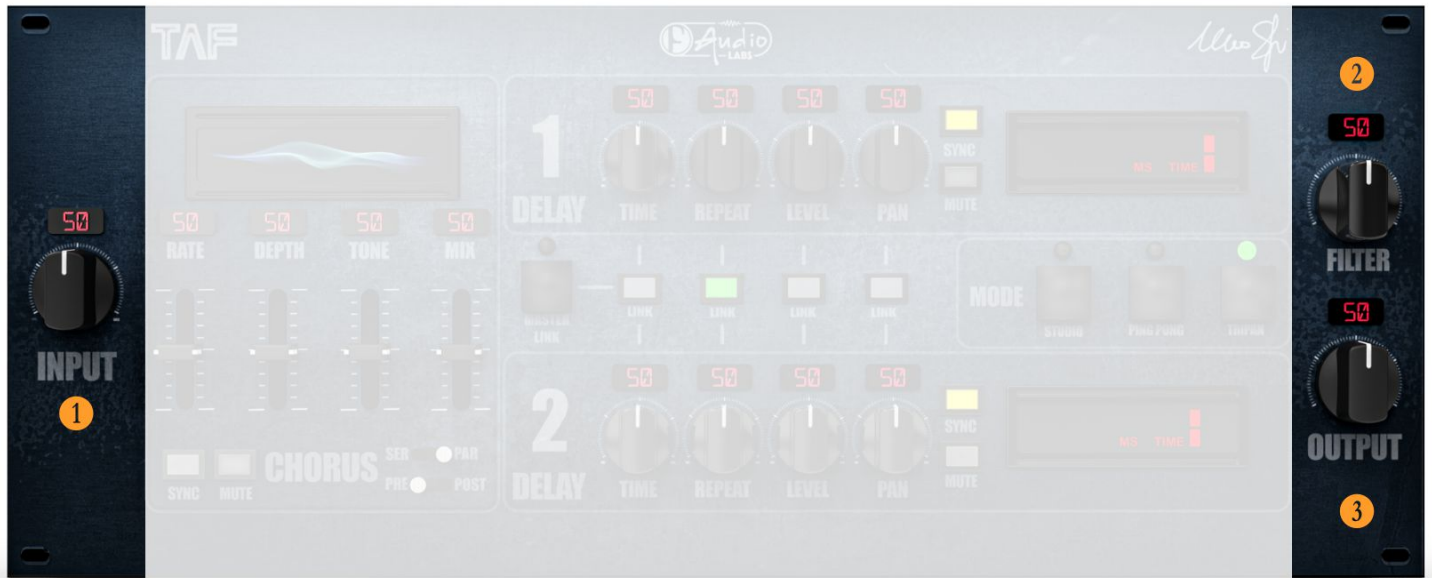 TAF Audio LABS
2
1 50 50 50 50 SYNC
50
MS TIME
MUTE
DELAY TIME REPEAT LEVEL PAN
50
50 50 50 50
RATE DEPTH TONE MIX
FILTER
MODE
MASTER LINK LINK LINK LINK LINK
STUDIO PING PONG
50
INPUT
50 50 50 50
1
2 SYNC
OUTPUT
MS TIME
SER PAR
CHORUS
PRE POST
SYNC MUTE
DELAY TIME REPEAT LEVEL PAN MUTE
3